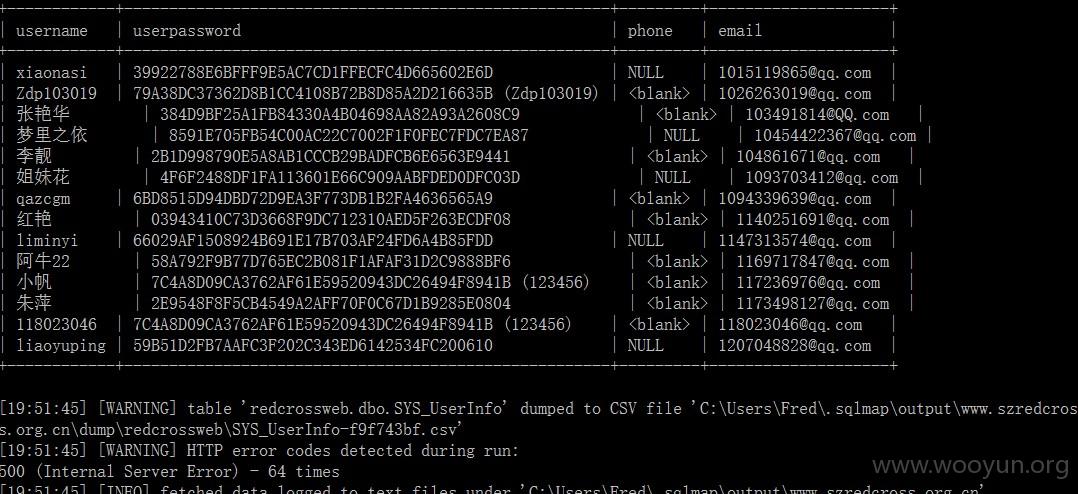 username | userpassword | phone | email
xiaonasi | 39922788E6BFFF9E5AC7CD1FFECFC4D665602E6D | NULL | 1015119865@qq.com
Zdp103019 | 79A38DC37362D8B1CC4108B72B8D85A2D216635B (Zdp103019) | <blank> | 1026263019@qq.com
张艳华 | 384D9BF25A1FB84330A4B04698AA82A93A2608C9 | <blank> | 103491814@QQ.com
梦里之依 | 8591E705FB54C00AC22C7002F1F0FEC7FDC7EA87 | NULL | 10454422367@qq.com
李靓 | 2B1D998790E5A8AB1CCCB29BADFCB6E6563E9441 | <blank> | 104861671@qq.com
姐妹花 | 4F6F2488DF1FA113601E66C909AABFDED0DFC03D | NULL | 1093703412@qq.com
qazcgm | 6BD8515D94DBD72D9EA3F773DB1B2FA4636565A9 | <blank> | 1094339639@qq.com
红艳 | 03943410C73D3668F9DC712310AED5F263ECDF08 | <blank> | 1140251691@qq.com
liminyi | 66029AF1508924B691E17B703AF24FD6A4B85FDD | NULL | 1147313574@qq.com
阿牛22 | 58A792F9B77D765EC2B081F1AFAF31D2C9888BF6 | <blank> | 1169717847@qq.com
小帆 | 7C4A8D09CA3762AF61E59520943DC26494F8941B (123456) | <blank> | 117236976@qq.com
朱萍 | 2E9548F8F5CB4549A2AFF70F0C67D1B9285E0804 | <blank> | 1173498127@qq.com
118023046 | 7C4A8D09CA3762AF61E59520943DC26494F8941B (123456) | <blank> | 118023046@qq.com
liaoyuping | 59B51D2FB7AAFC3F202C343ED6142534FC200610 | NULL | 1207048828@qq.com
[19:51:45] [WARNING] table 'redcrossweb.dbo.SYS_UserInfo' dumped to CSV file 'C:\Users\Fred\.sqlmap\output\www.szredcros
s.org.cn\dump\redcrossweb\SYS_UserInfo-f9f743bf.csv'
[19:51:45] [WARNING] HTTP error codes detected during run:
500 (Internal Server Error) - 64 times
[19:51:45] [INFO] fetched data logged to text files under 'C:\Users\Fred\.sqlmap\output\www.szredcross.org.cn'
www.wooyun.org